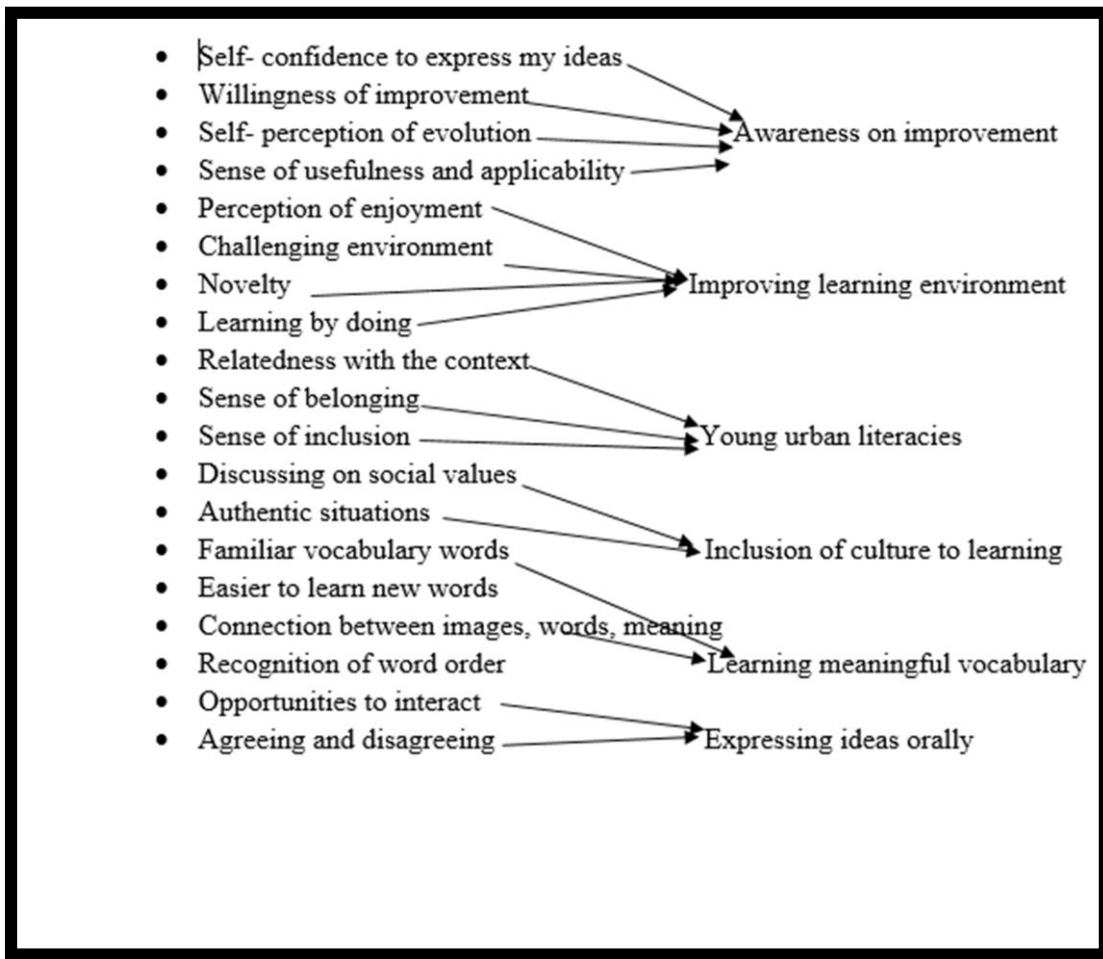 • Self- confidence to express my ideas
• Willingness of improvement
• Self- perception of evolution
Awareness on improvement
• Sense of usefulness and applicability
• Perception of enjoyment
• Challenging environment
• Novelty
Improving learning environment
• Learning by doing
• Relatedness with the context
• Sense of belonging
• Sense of inclusion
Young urban literacies
• Discussing on social values
• Authentic situations
• Familiar vocabulary words
Inclusion of culture to learning
• Easier to learn new words
• Connection between images, words, meaning
• Recognition of word order
Learning meaningful vocabulary
• Opportunities to interact
• Agreeing and disagreeing
Expressing ideas orally